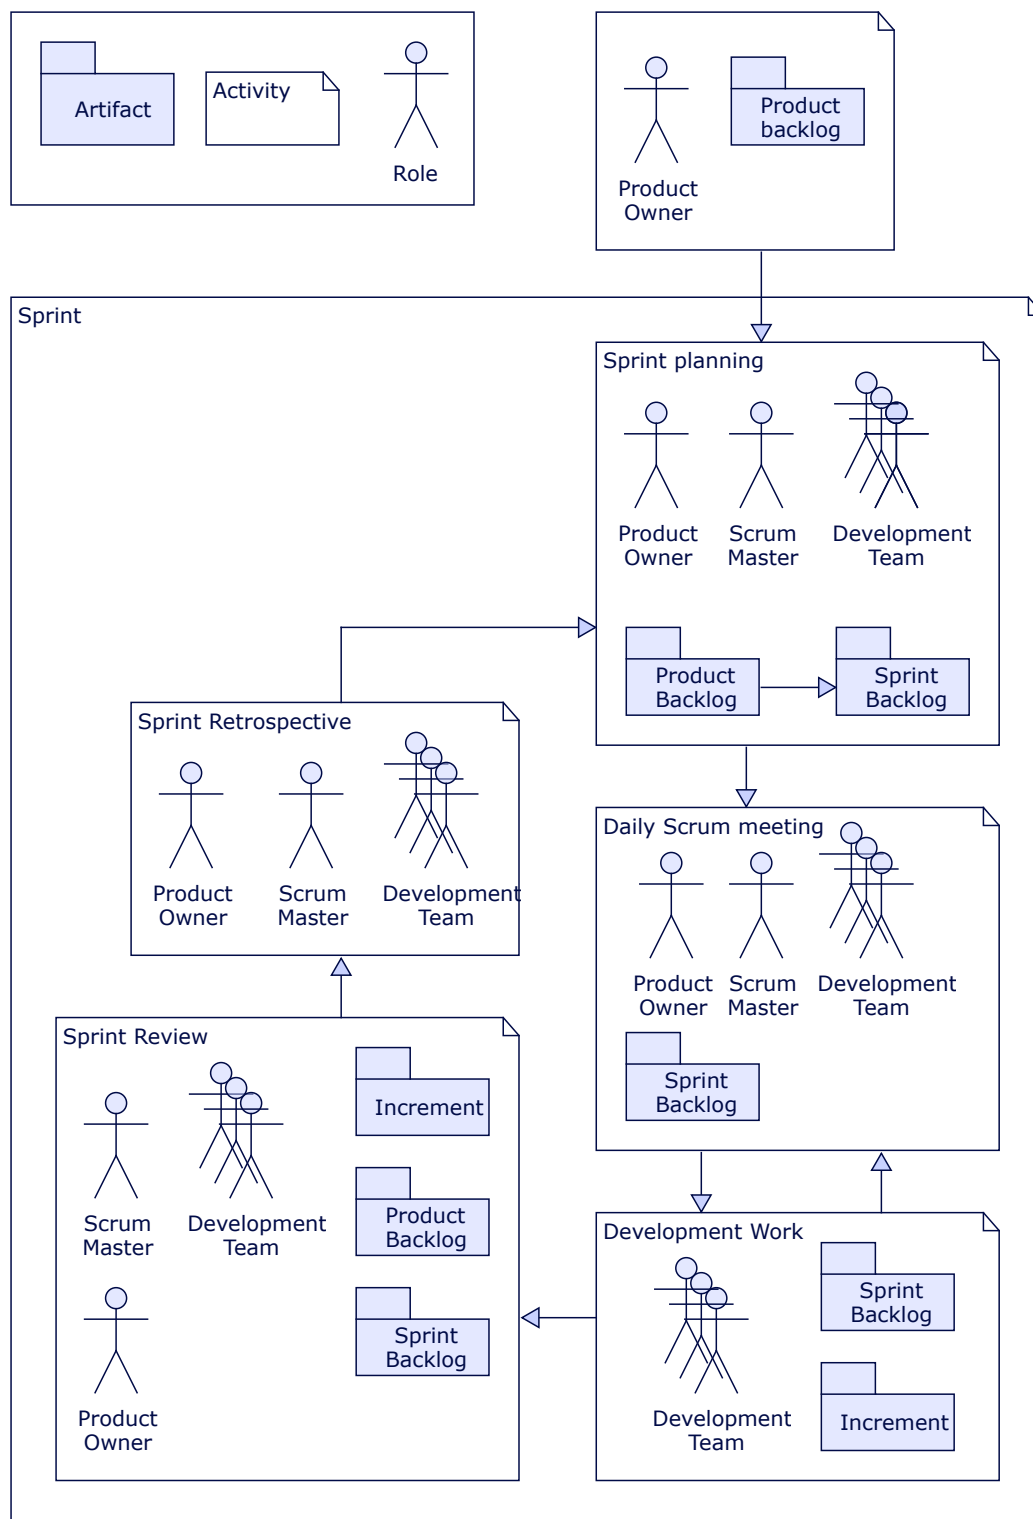 Artifact
Activity
Role
Product
backlog
Product
Owner
Sprint
Sprint planning
Product
Owner
Scrum
Master
Development
Team
Product
Backlog
Sprint
Backlog
Sprint Retrospective
Product
Owner
Scrum
Master
Development
Team
Daily Scrum meeting
Product
Owner
Scrum
Master
Development
Team
Sprint
Backlog
Sprint Review
Increment
Scrum
Master
Development
Team
Product
Backlog
Product
Owner
Sprint
Backlog
Development Work
Sprint
Backlog
Development
Team
Increment